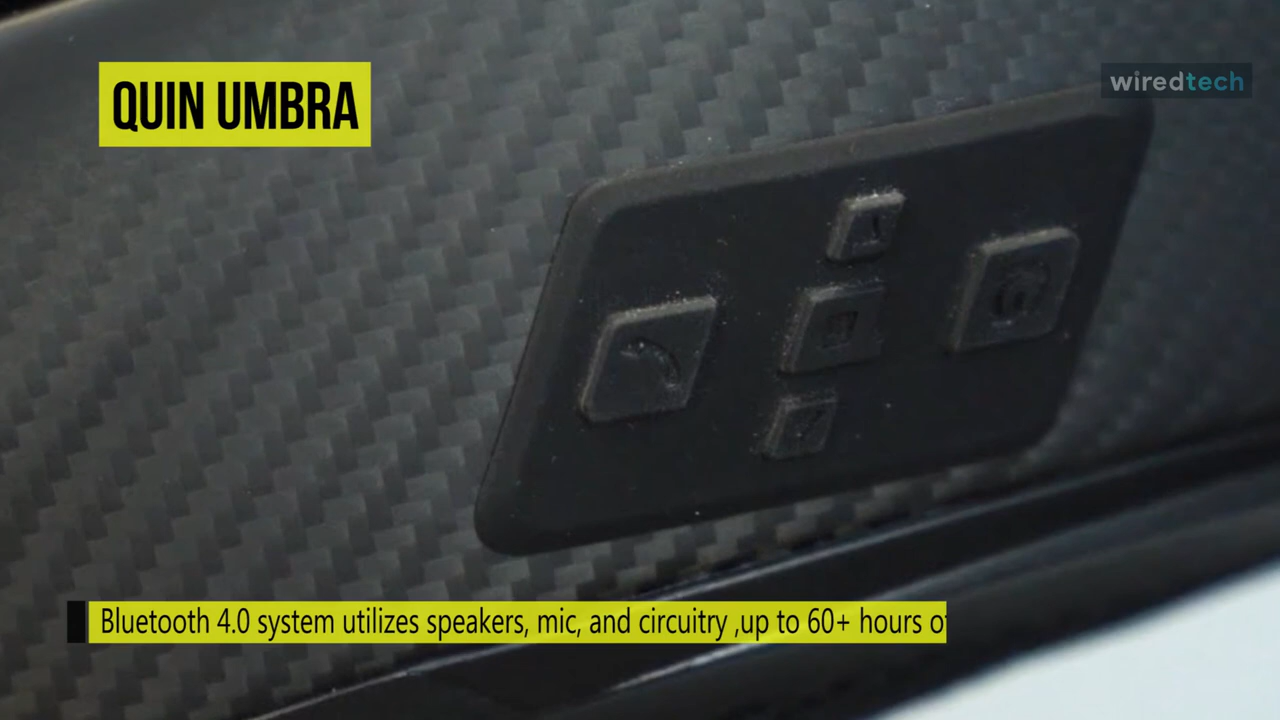 QUIN UMBRA
wiredtech
Bluetooth 4.0 system utilizes speakers, mic, and circuitry ,up to 60+ hours o